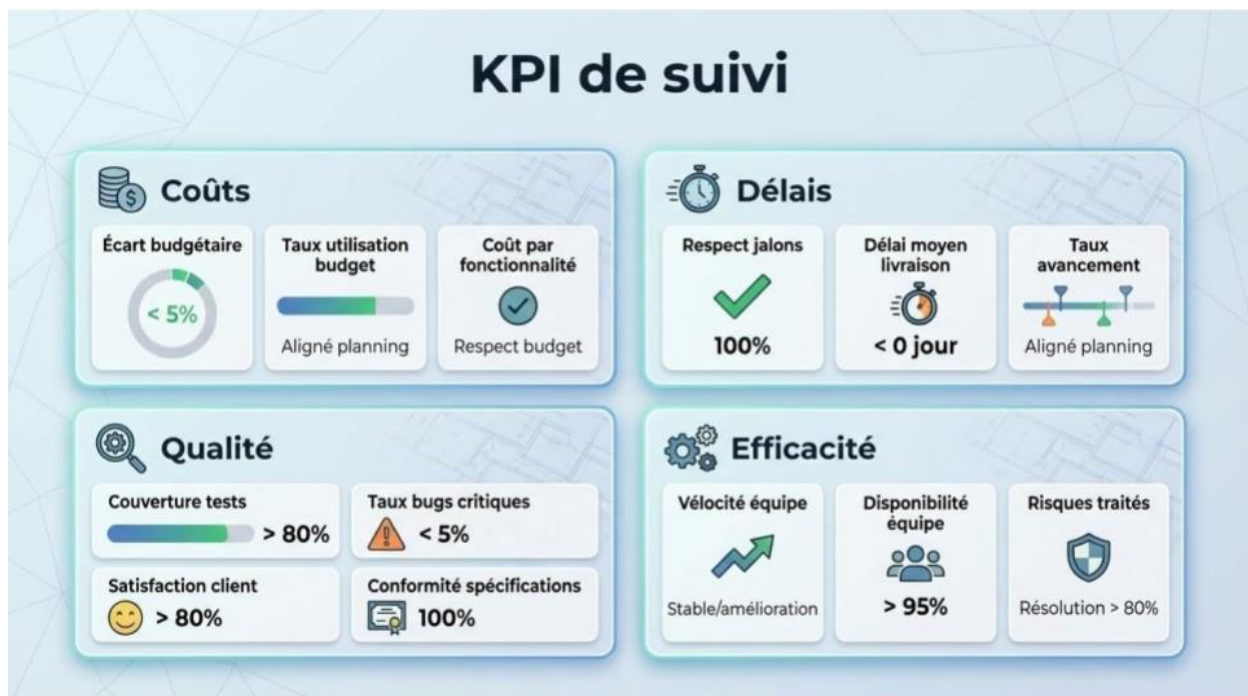 KPI de suivi
Coûts
Écart budgétaire
< 5%
Taux utilisation
budget
Aligné planning
Coût par
fonctionnalité
Respect budget
Délais
Respect jalons
100%
Délai moyen
livraison
< 0 jour
Taux
avancement
Aligné planning
Qualité
Couverture tests
> 80%
Taux bugs critiques
< 5%
Satisfaction client
> 80%
Conformité spécifications
100%
Efficacité
Vélocité équipe
Stable/amélioration
Disponibilité
équipe
> 95%
Risques traités
Résolution > 80%